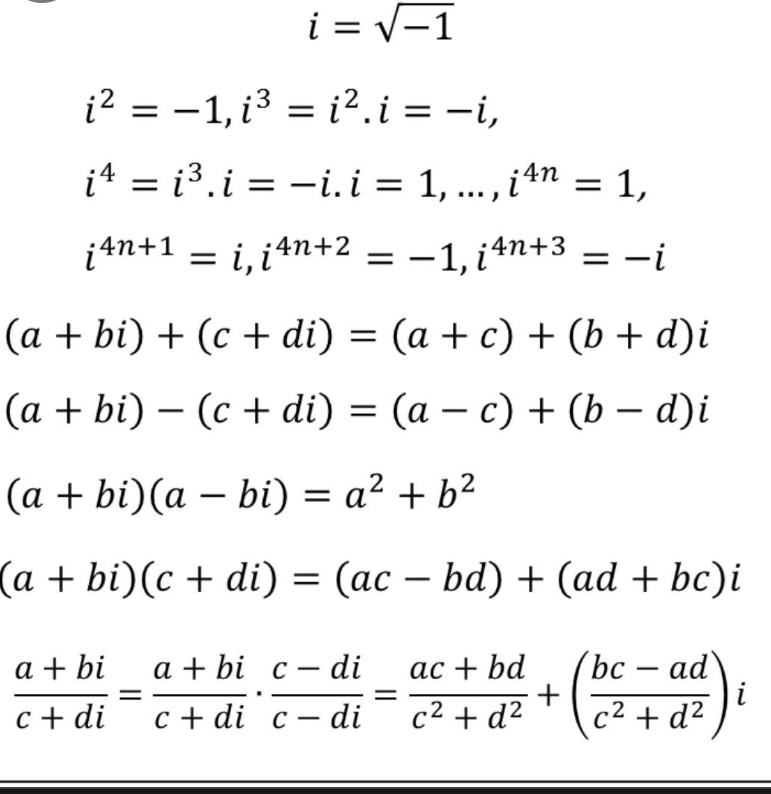 i = √−1
i² = −1, i³ = i².i = −i,
i⁴ = i³.i = −i.i = 1, ..., i⁴ⁿ = 1,
i⁴ⁿ⁺¹ = i, i⁴ⁿ⁺² = −1, i⁴ⁿ⁺³ = −i
(a + bi) + (c + di) = (a + c) + (b + d)i
(a + bi) − (c + di) = (a − c) + (b − d)i
(a + bi)(a − bi) = a² + b²
(a + bi)(c + di) = (ac − bd) + (ad + bc)i
(a + bi)/(c + di) = (a + bi)/(c + di) · (c − di)/(c − di) = (ac + bd)/(c² + d²) + ((bc − ad)/(c² + d²)) i